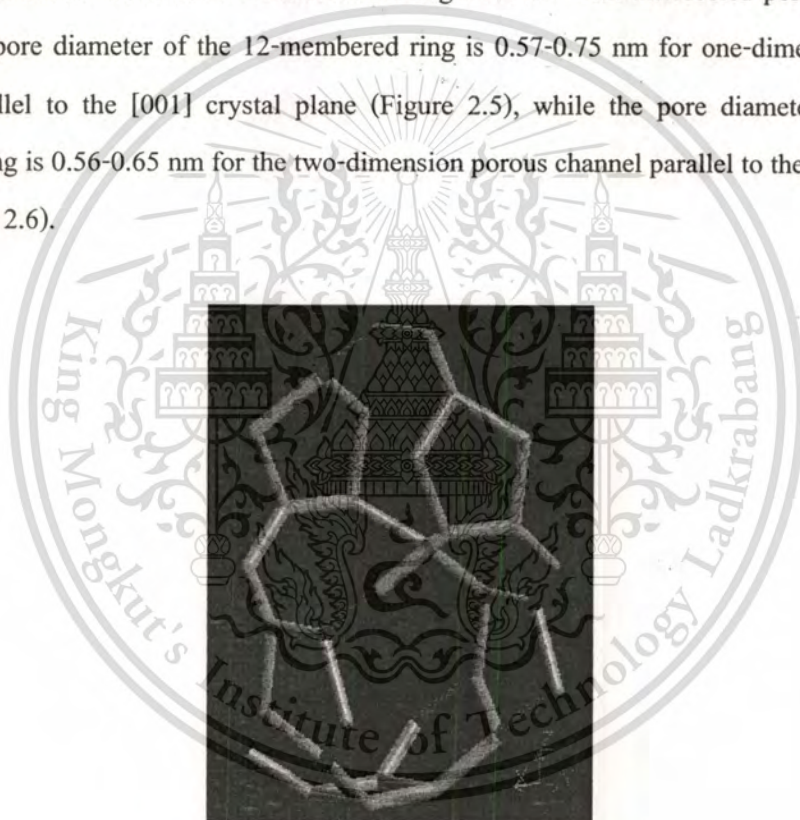 pore diameter of the 12-membered ring is 0.57-0.75 nm for one-dime
llel to the [001] crystal plane (Figure 2.5), while the pore diamet
ng is 0.56-0.65 nm for the two-dimension porous channel parallel to the
2.6).
King Mongkut's Institute of Technology Ladkrabang